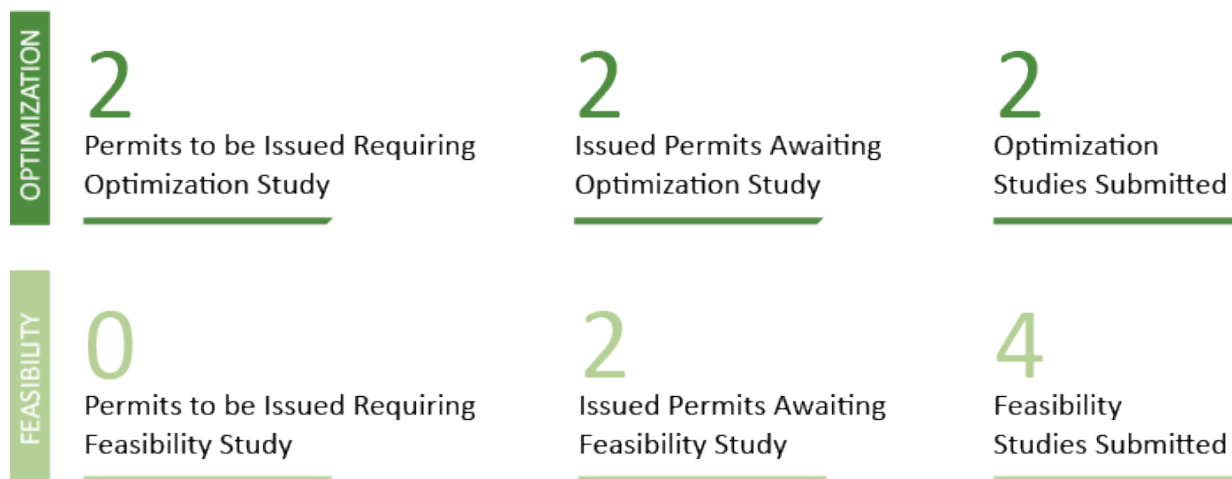 OPTIMIZATION
2
Permits to be Issued Requiring
Optimization Study
2
Issued Permits Awaiting
Optimization Study
2
Optimization
Studies Submitted
FEASIBILITY
0
Permits to be Issued Requiring
Feasibility Study
2
Issued Permits Awaiting
Feasibility Study
4
Feasibility
Studies Submitted